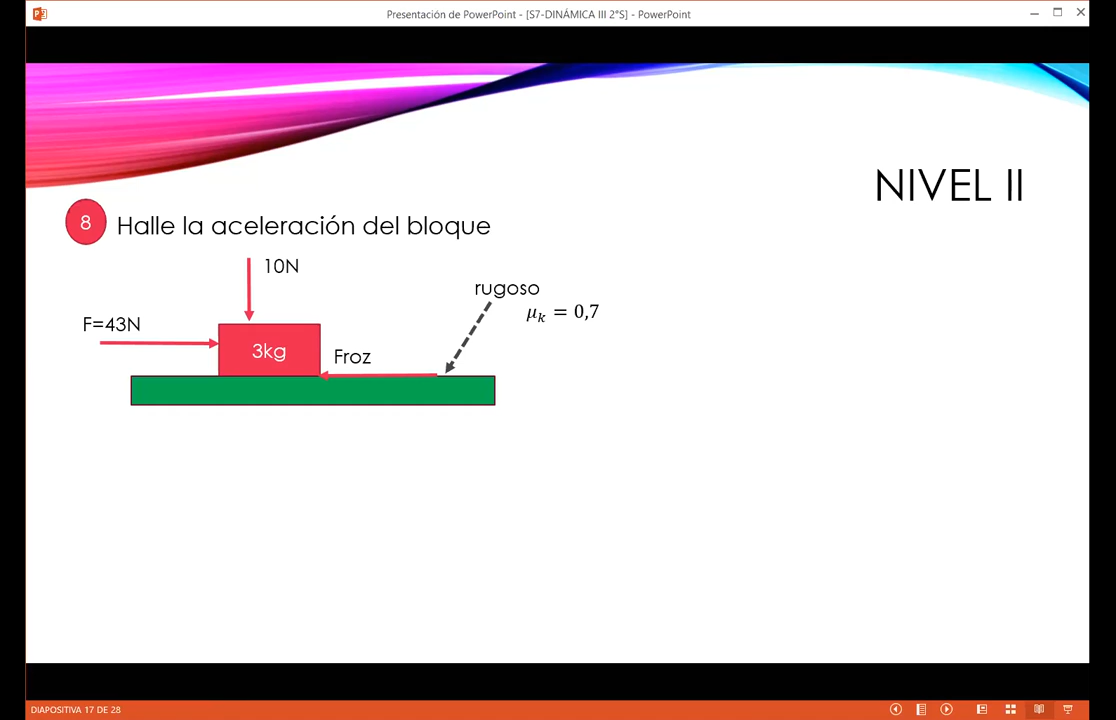 Presentación de PowerPoint - [S7-DINÁMICA III 2°S] - PowerPoint
NIVEL II
8 Halle la aceleración del bloque
10N
rugoso
μk = 0,7
F=43N
3kg
Froz
DIAPOSITIVA 17 DE 28